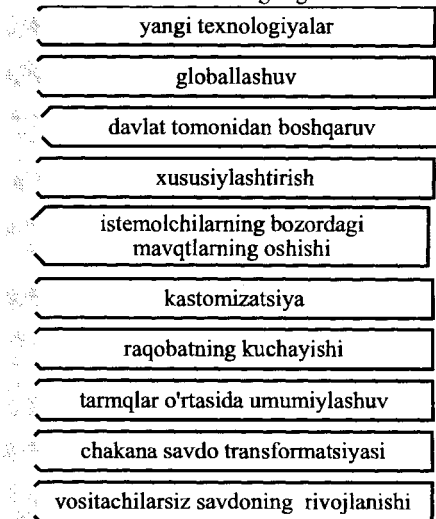 yangi texnologiyalar
globallashuv
davlat tomonidan boshqaruv
xususiylashtirish
istemolchilarning bozordagi
mavqtlarning oshishi
kastomizatsiya
raqobatning kuchayishi
tarmqlar o'rtasida umumiylashuv
chakana savdo transformatsiyasi
vositachilarsiz savdoning rivojlanishi